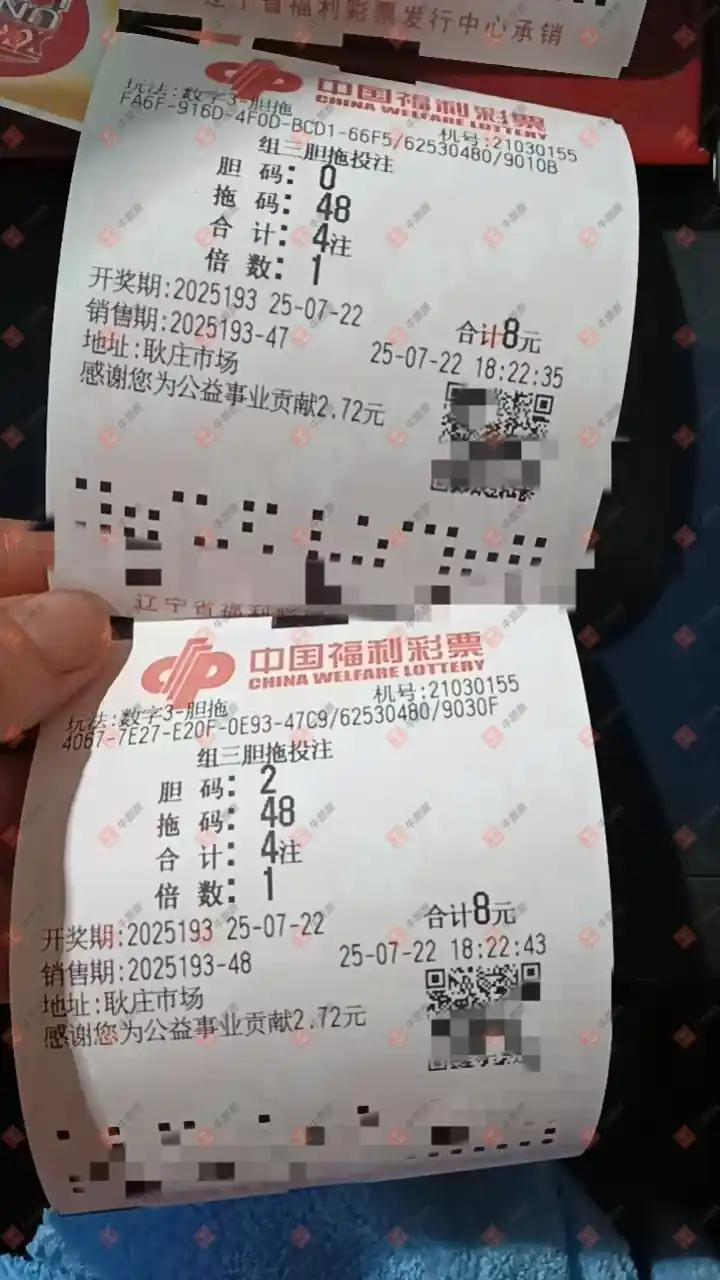 辽宁省福利彩票发行中心承销
中国福利彩票
CHINA WELFARE LOTTERY
玩法:数字3-胆拖
机号:21030155
FA6F-916D-4F0D-BCD1-66F5/62530480/9010B
组三胆拖投注
胆 码: 0
拖 码: 48
合 计: 4注
倍 数: 1
开奖期:2025193 25-07-22
合计8元
销售期:2025193-47
25-07-22 18:22:35
地址:耿庄市场
感谢您为公益事业贡献2.72元
辽宁省福利
中国福利彩票
CHINA WELFARE LOTTERY
玩法:数字3-胆拖
机号:21030155
4067-7E27-E20F-0E93-47C9/62530480/9030F
组三胆拖投注
胆 码: 2
拖 码: 48
合 计: 4注
倍 数: 1
开奖期:2025193 25-07-22
合计8元
销售期:2025193-48
25-07-22 18:22:43
地址:耿庄市场
感谢您为公益事业贡献2.72元